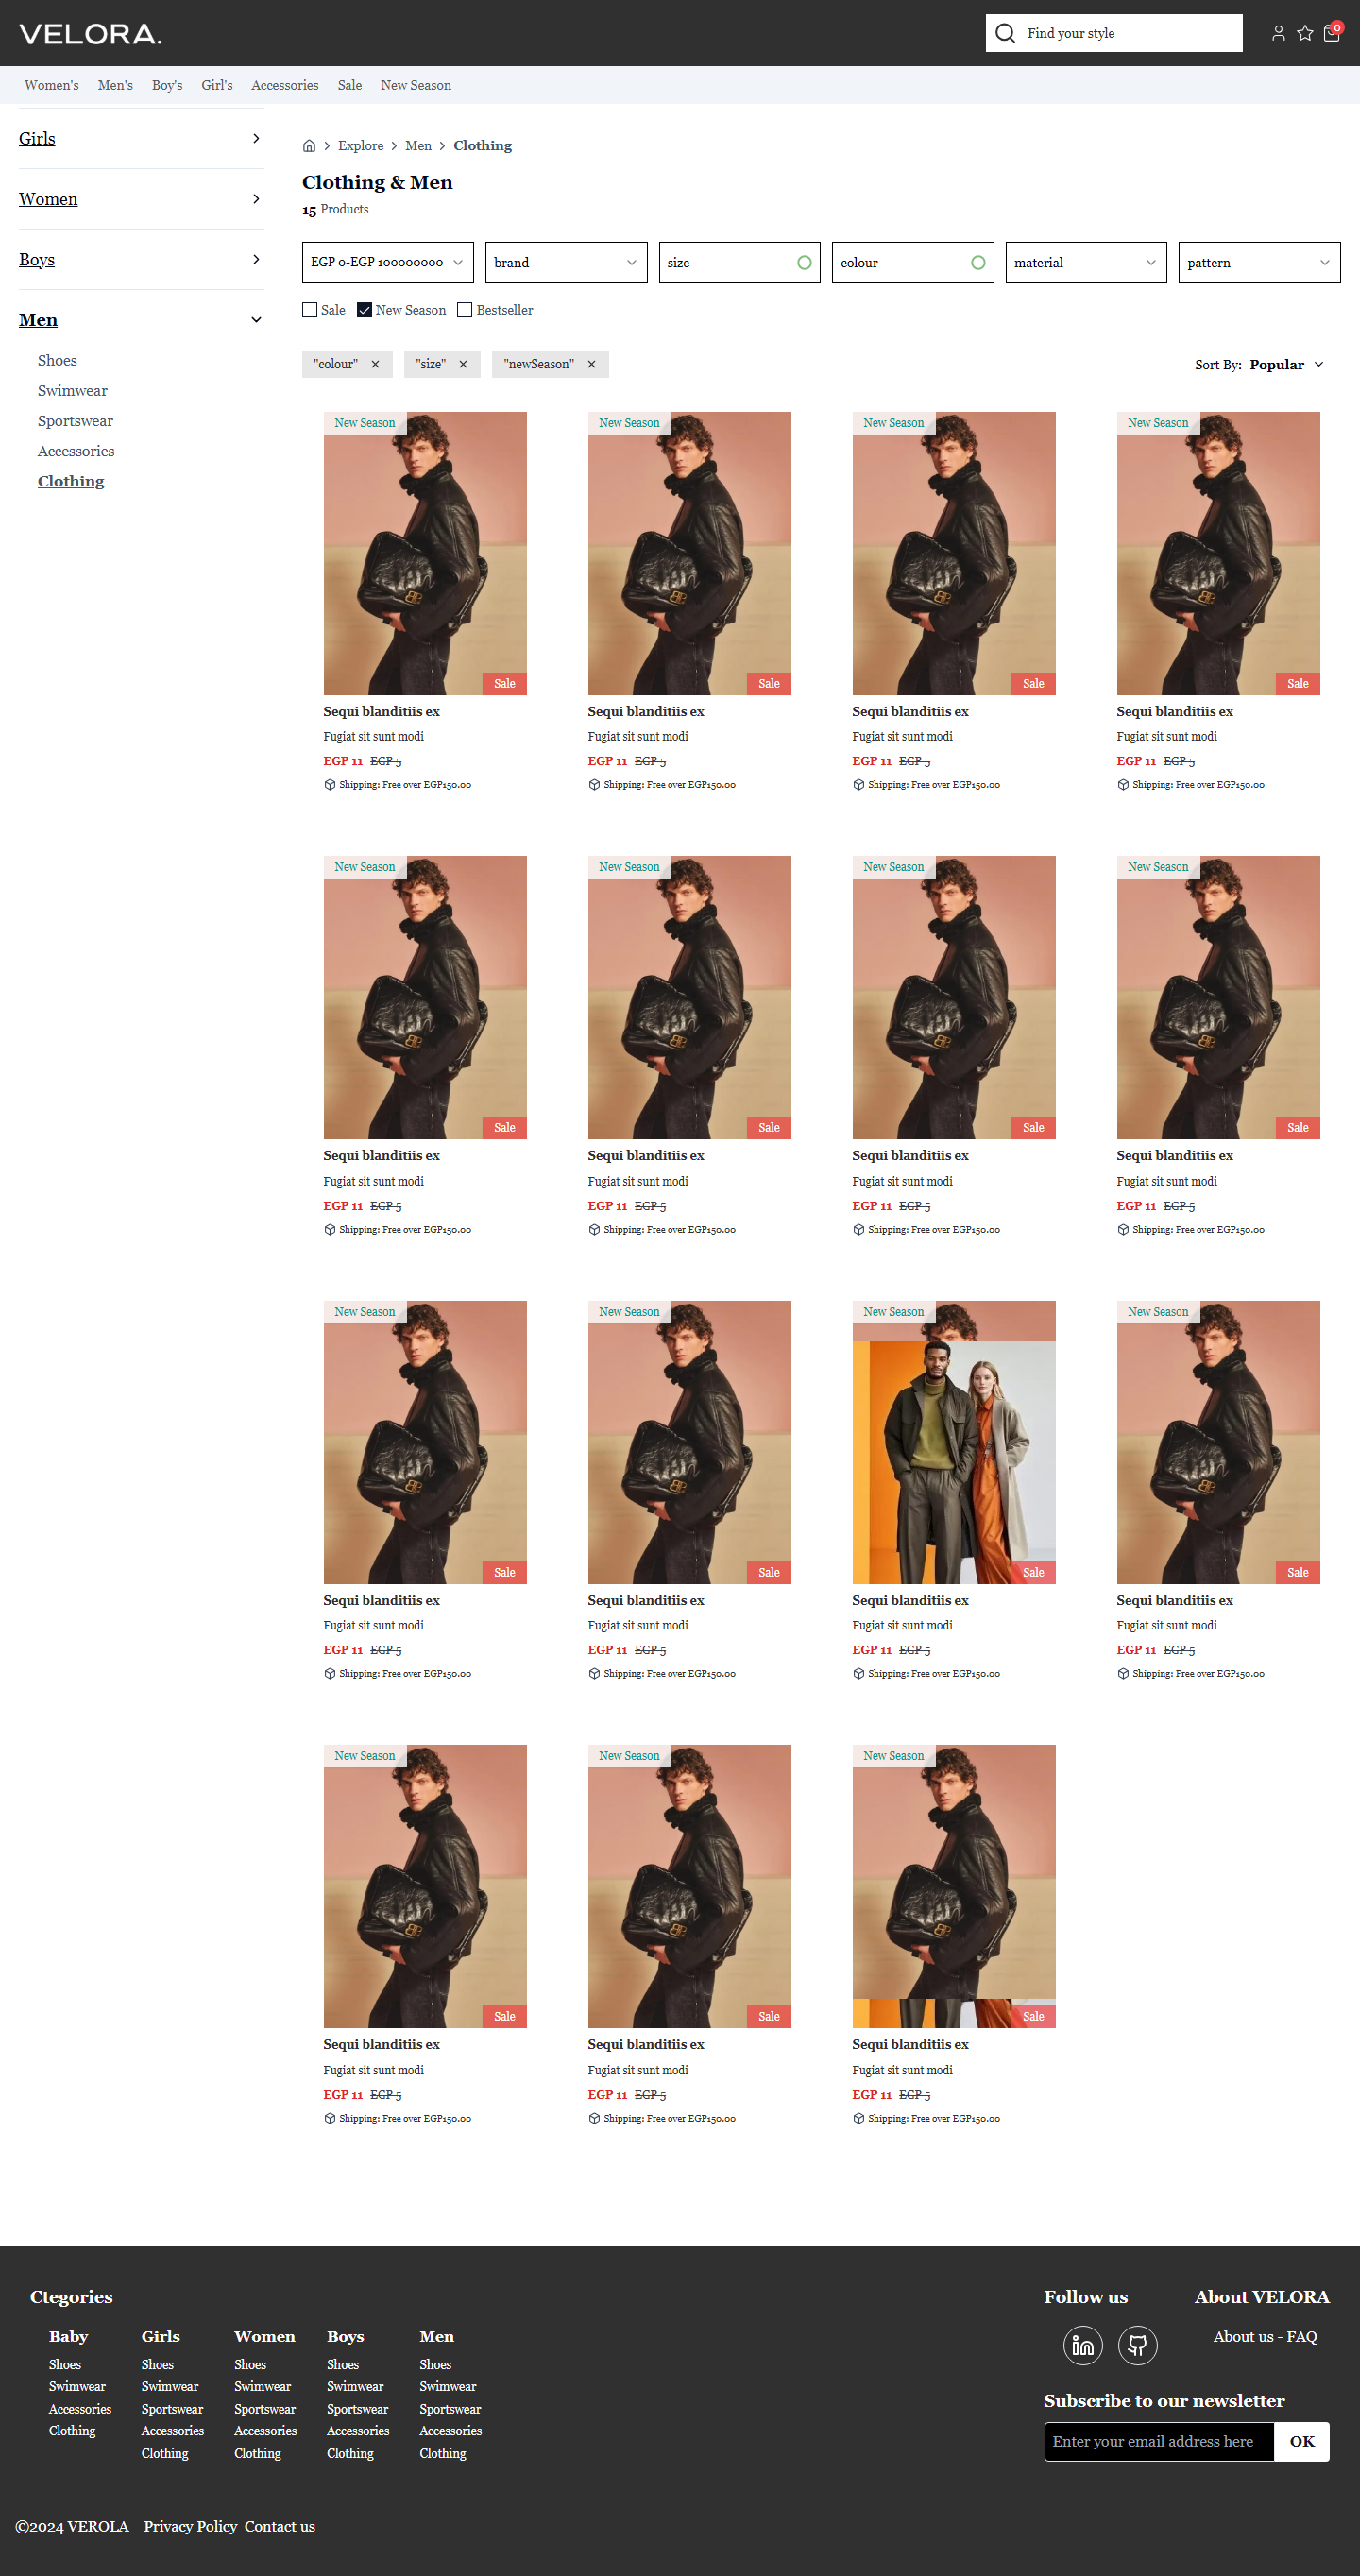 VELORA.
Find your style
0
Women's Men's Boy's Girl's Accessories Sale New Season
Girls
Women
Boys
Men
Shoes
Swimwear
Sportswear
Accessories
Clothing
Explore Men Clothing
Clothing & Men
15 Products
EGP 0-EGP 100000000 brand size colour material pattern
Sale New Season Bestseller
"colour" "size" "newSeason"
Sort By: Popular
New Season New Season New Season New Season
Sale Sale Sale Sale
Sequi blanditiis ex Sequi blanditiis ex Sequi blanditiis ex Sequi blanditiis ex
Fugiat sit sunt modi Fugiat sit sunt modi Fugiat sit sunt modi Fugiat sit sunt modi
EGP 11 EGP 5 EGP 11 EGP 5 EGP 11 EGP 5 EGP 11 EGP 5
Shipping: Free over EGP150.00 Shipping: Free over EGP150.00 Shipping: Free over EGP150.00 Shipping: Free over EGP150.00
New Season New Season New Season New Season
Sale Sale Sale Sale
Sequi blanditiis ex Sequi blanditiis ex Sequi blanditiis ex Sequi blanditiis ex
Fugiat sit sunt modi Fugiat sit sunt modi Fugiat sit sunt modi Fugiat sit sunt modi
EGP 11 EGP 5 EGP 11 EGP 5 EGP 11 EGP 5 EGP 11 EGP 5
Shipping: Free over EGP150.00 Shipping: Free over EGP150.00 Shipping: Free over EGP150.00 Shipping: Free over EGP150.00
New Season New Season New Season New Season
Sale Sale Sale Sale
Sequi blanditiis ex Sequi blanditiis ex Sequi blanditiis ex Sequi blanditiis ex
Fugiat sit sunt modi Fugiat sit sunt modi Fugiat sit sunt modi Fugiat sit sunt modi
EGP 11 EGP 5 EGP 11 EGP 5 EGP 11 EGP 5 EGP 11 EGP 5
Shipping: Free over EGP150.00 Shipping: Free over EGP150.00 Shipping: Free over EGP150.00 Shipping: Free over EGP150.00
New Season New Season New Season
Sale Sale Sale
Sequi blanditiis ex Sequi blanditiis ex Sequi blanditiis ex
Fugiat sit sunt modi Fugiat sit sunt modi Fugiat sit sunt modi
EGP 11 EGP 5 EGP 11 EGP 5 EGP 11 EGP 5
Shipping: Free over EGP150.00 Shipping: Free over EGP150.00 Shipping: Free over EGP150.00
Ctegories
Baby Girls Women Boys Men
Shoes Shoes Shoes Shoes Shoes
Swimwear Swimwear Swimwear Swimwear Swimwear
Accessories Sportswear Sportswear Sportswear Sportswear
Clothing Accessories Accessories Accessories Accessories
Clothing Clothing Clothing Clothing
Follow us About VELORA
About us - FAQ
Subscribe to our newsletter
Enter your email address here OK
©2024 VEROLA Privacy Policy Contact us